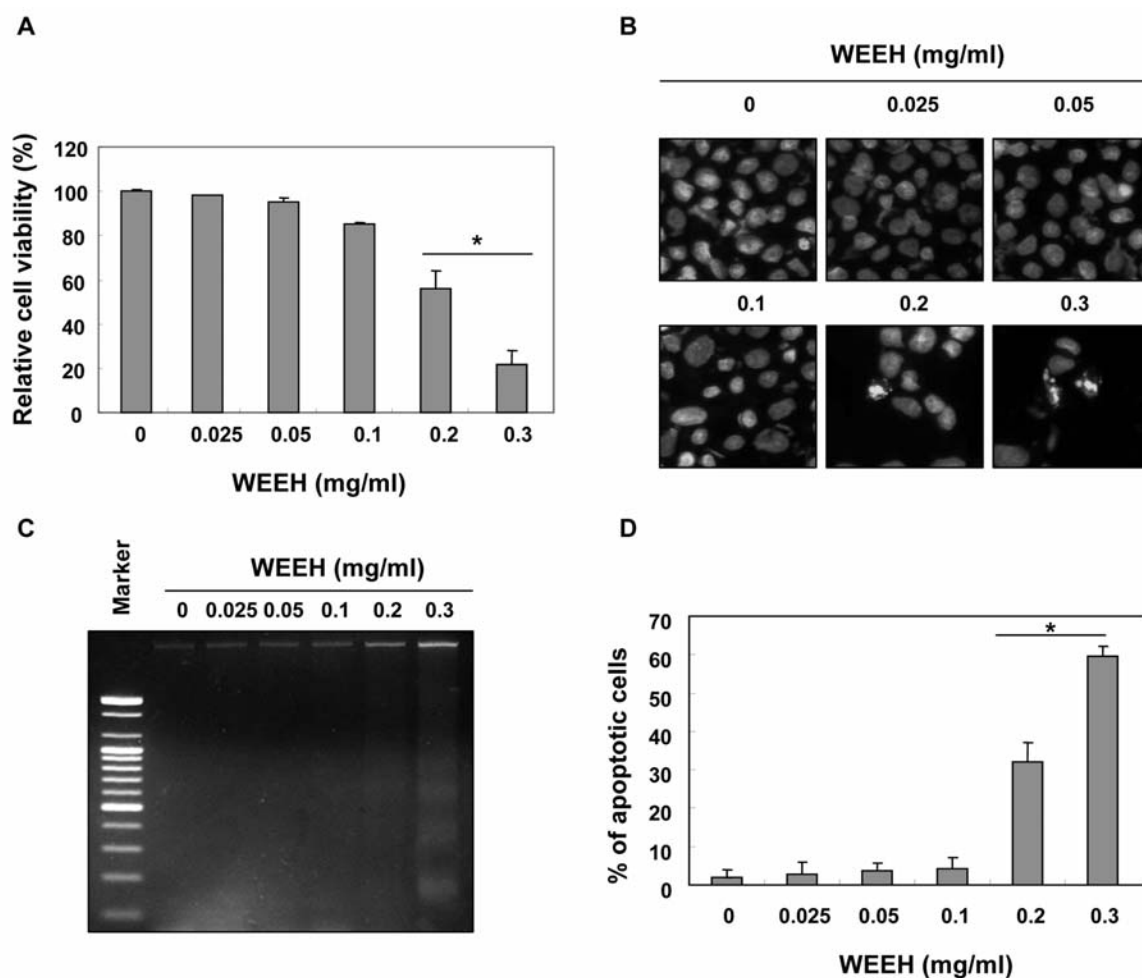 A
Relative cell viability (%)
120
100
80
60
40
20
0
*
0 0.025 0.05 0.1 0.2 0.3
WEEH (mg/ml)
B
WEEH (mg/ml)
0 0.025 0.05
0.1 0.2 0.3
C
Marker
WEEH (mg/ml)
0 0.025 0.05 0.1 0.2 0.3
D
% of apoptotic cells
70
60
50
40
30
20
10
0
*
0 0.025 0.05 0.1 0.2 0.3
WEEH (mg/ml)